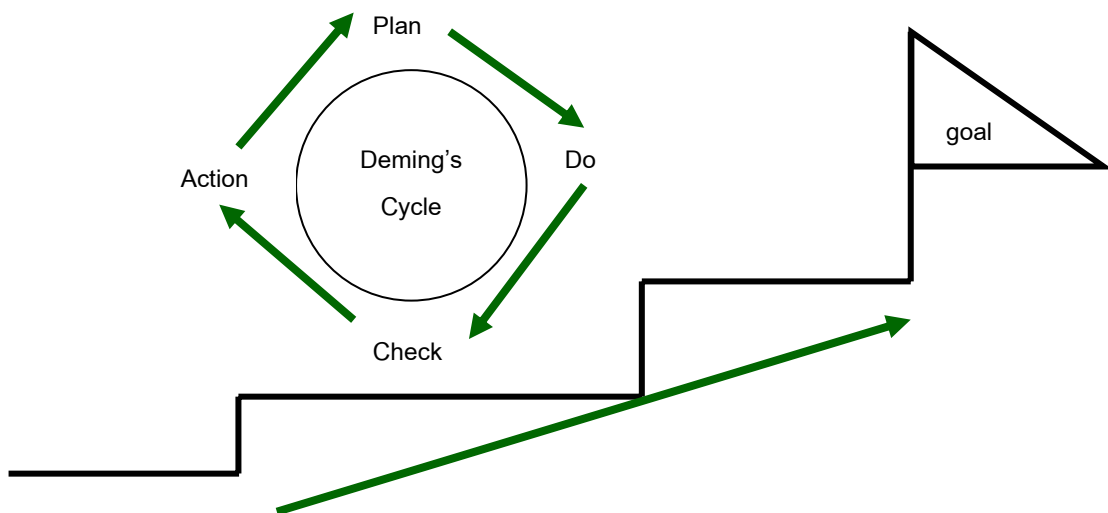 Plan
goal
Deming’s
Cycle
Do
Action
Check